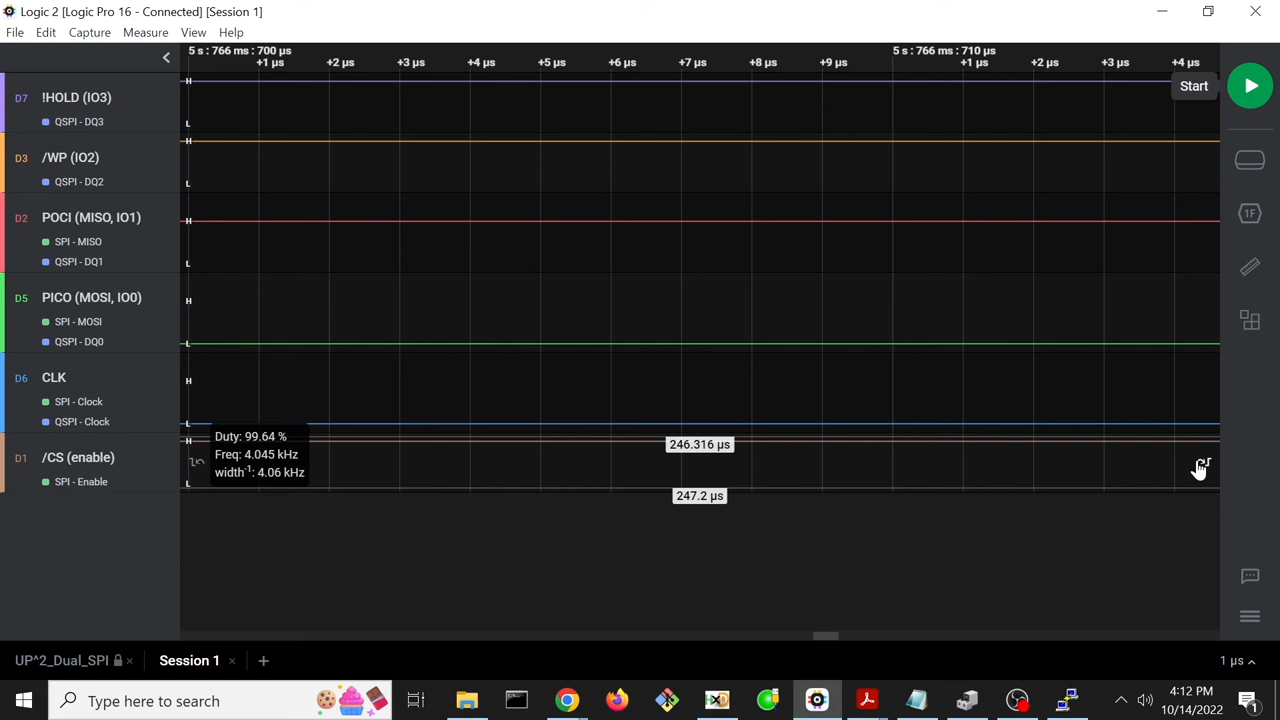 Logic 2 [Logic Pro 16 - Connected] [Session 1]
File Edit Capture Measure View Help
5 s : 766 ms : 700 µs 5 s : 766 ms : 710 µs
+1 µs +2 µs +3 µs +4 µs +5 µs +6 µs +7 µs +8 µs +9 µs +1 µs +2 µs +3 µs +4 µs
Start
D7 !HOLD (IO3) H
QSPI - DQ3 L
D3 /WP (IO2) H
QSPI - DQ2 L
D2 POCI (MISO, IO1) H
SPI - MISO
QSPI - DQ1 L
D5 PICO (MOSI, IO0) H
SPI - MOSI
QSPI - DQ0 L
D6 CLK H
SPI - Clock
QSPI - Clock L
D1 /CS (enable) H
SPI - Enable L
Duty: 99.64 %
Freq: 4.045 kHz
width-1: 4.06 kHz
246.316 µs
247.2 µs
1F
UP^2_Dual_SPI × Session 1 × + 1 µs
Type here to search
4:12 PM
10/14/2022
1